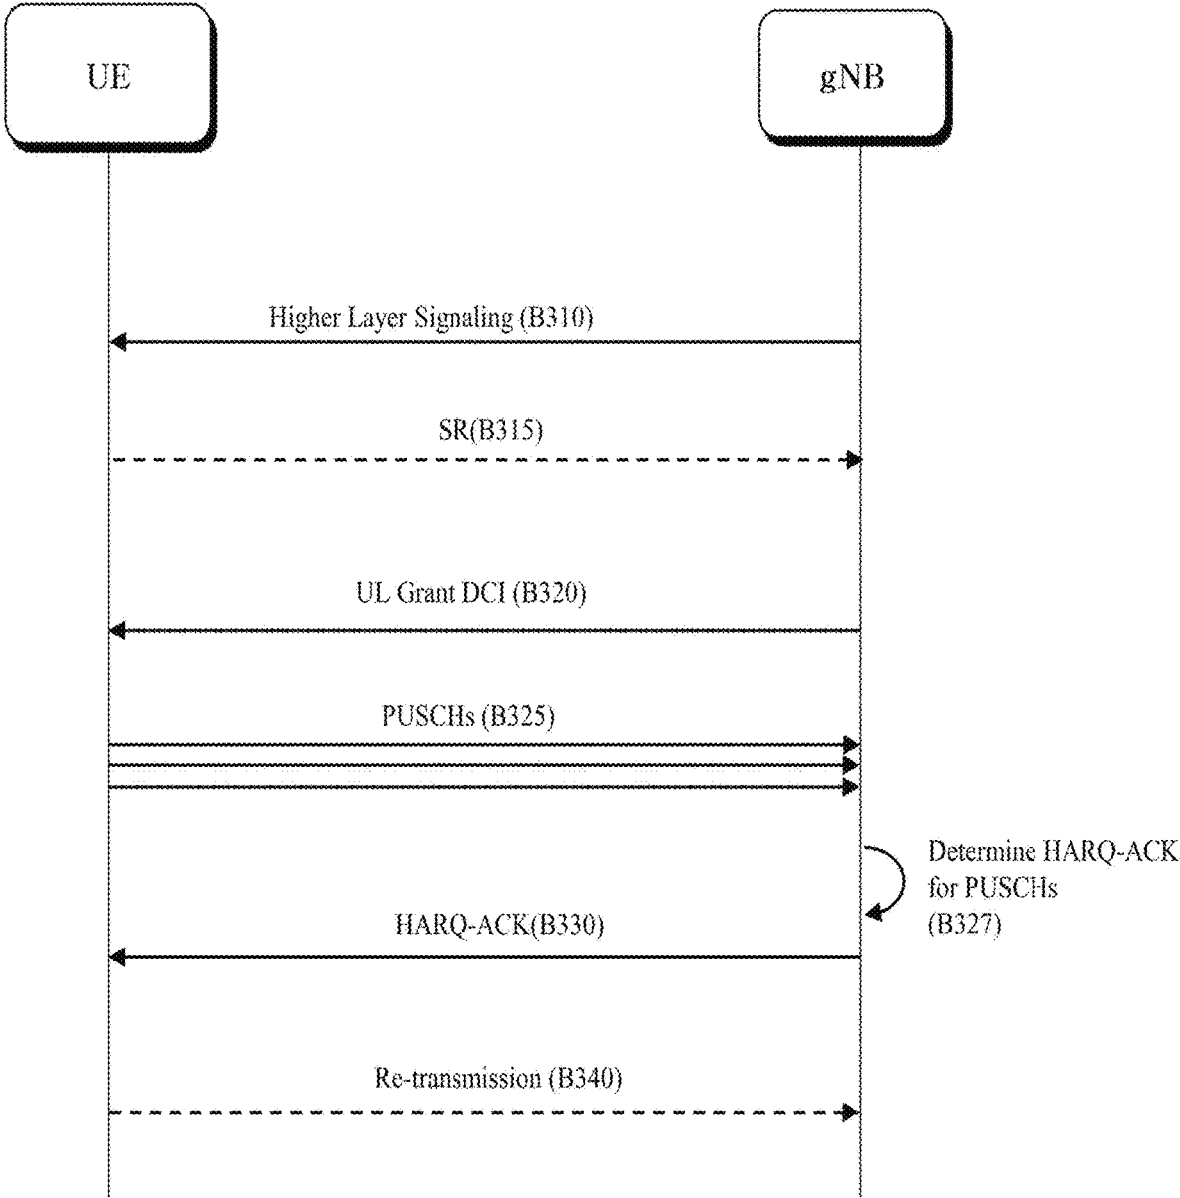 UE
gNB
Higher Layer Signaling (B310)
SR(B315)
UL Grant DCI (B320)
PUSCHs (B325)
Determine HARQ-ACK
for PUSCHs
(B327)
HARQ-ACK(B330)
Re-transmission (B340)